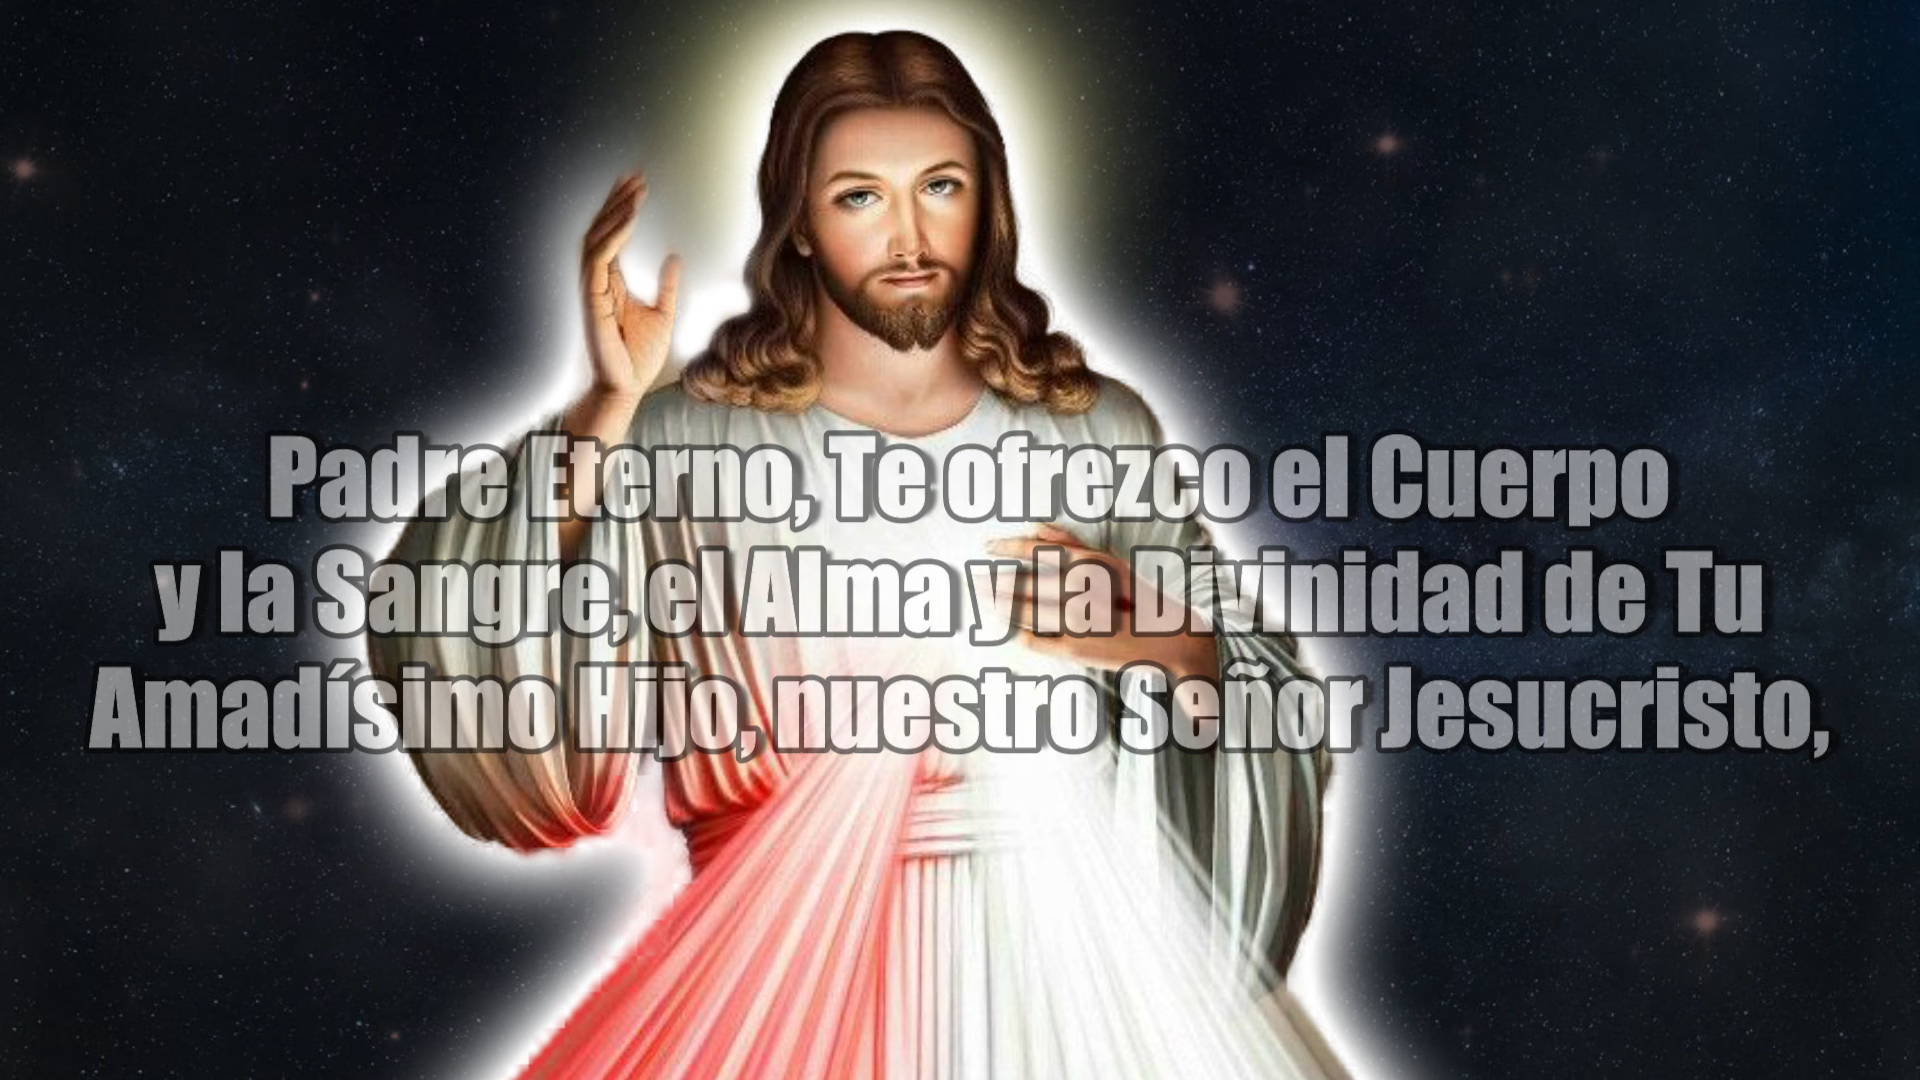 Padre Eterno, Te ofrezco el Cuerpo
y la Sangre, el Alma y la Divinidad de Tu
Amadísimo Hijo, nuestro Señor Jesucristo,